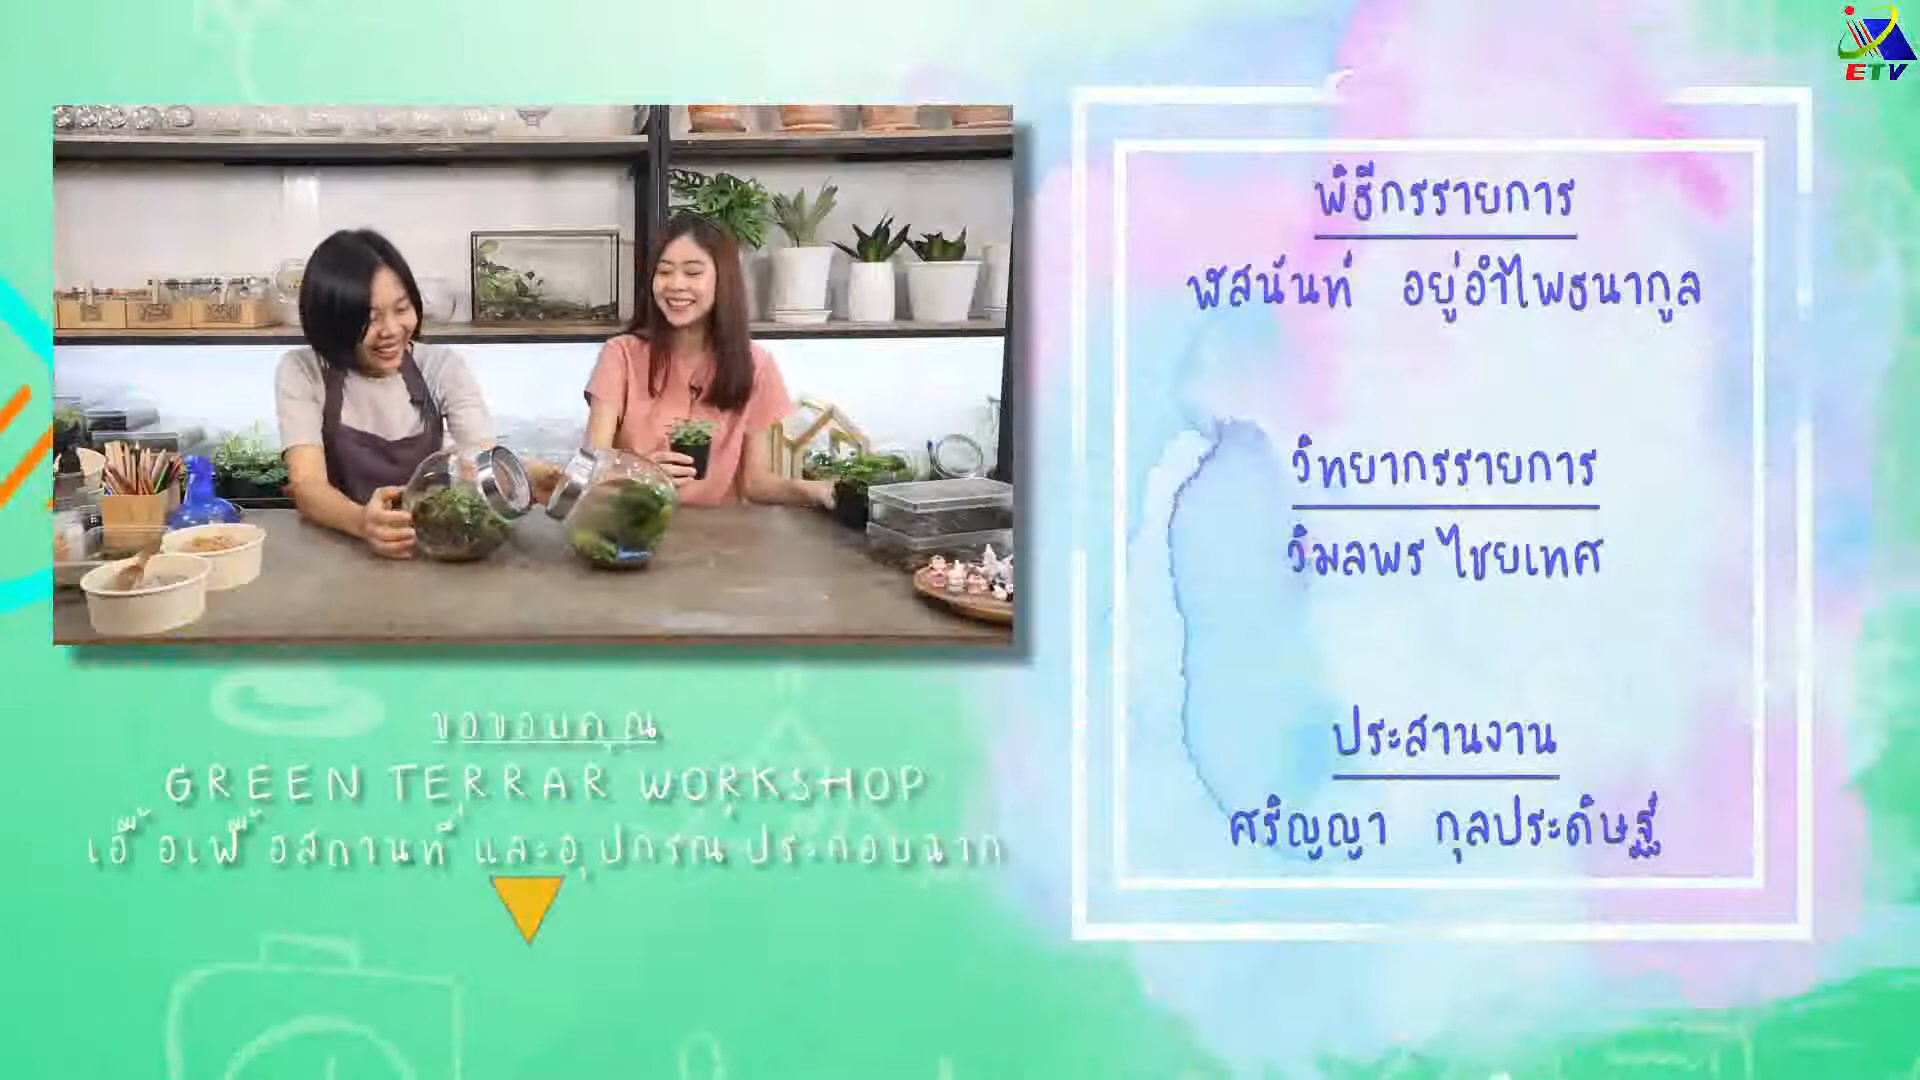 ETV
พิธีกรรายการ
ฬสนันท์ อยู่อำไพธนากูล
วิทยากรรายการ
วิมลพร ไชยเทศ
ประสานงาน
ศริญญา กุลประดิษฐ์
ขอขอบคุณ
GREEN TERRAR WORKSHOP
เอื้อเฟื้อสถานที่ และอุปกรณ์ประกอบฉาก